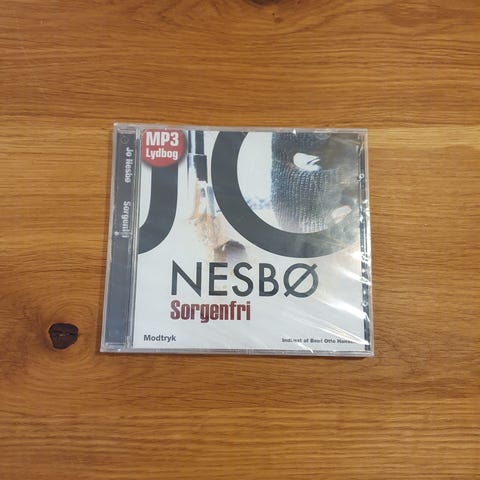 MP3
Lydbog
JO
NESBØ
Sorgenfri
Modtryk
Indlæst af Bent Otto Hansen
Jo Nesbø Sorgenfri